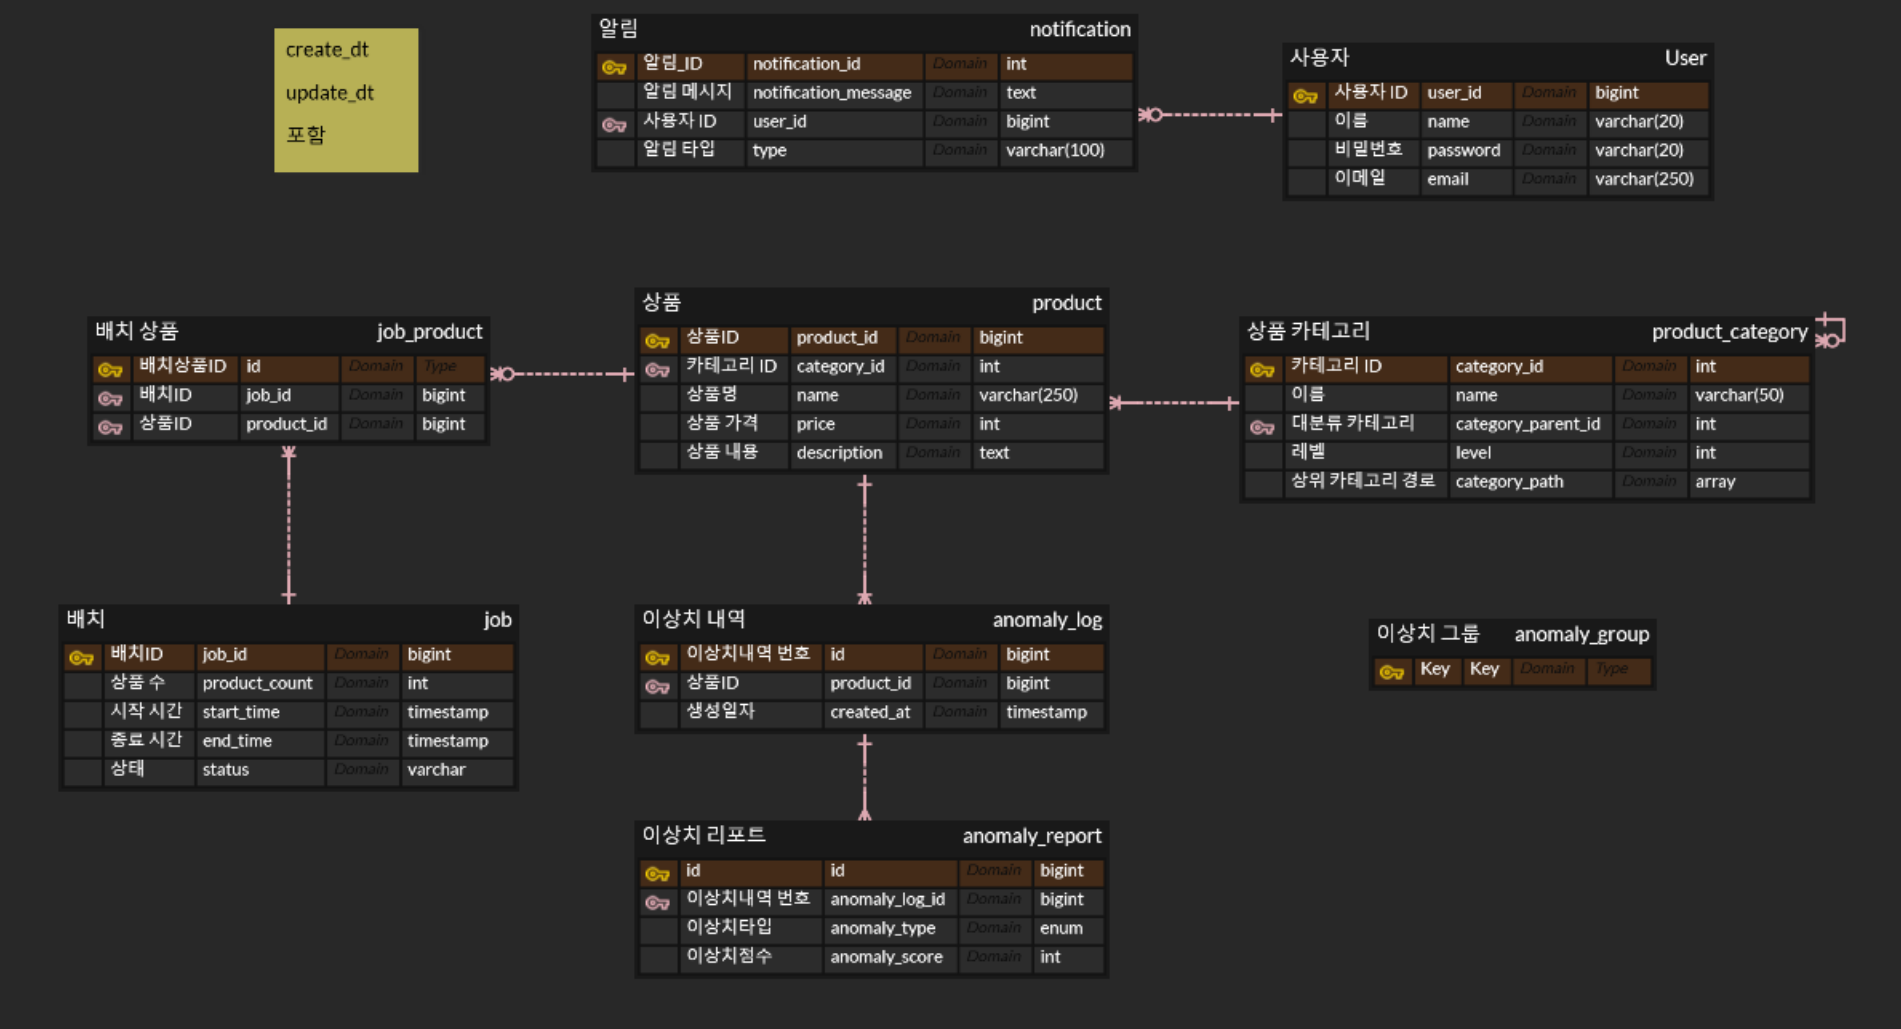 create_dt
update_dt
포함
알림 notification
알림_ID notification_id Domain int
알림 메시지 notification_message Domain text
사용자 ID user_id Domain bigint
알림 타입 type Domain varchar(100)
사용자 User
사용자 ID user_id Domain bigint
이름 name Domain varchar(20)
비밀번호 password Domain varchar(20)
이메일 email Domain varchar(250)
배치 상품 job_product
배치상품ID id Domain Type
배치ID job_id Domain bigint
상품ID product_id Domain bigint
상품 product
상품ID product_id Domain bigint
카테고리 ID category_id Domain int
상품명 name Domain varchar(250)
상품 가격 price Domain int
상품 내용 description Domain text
상품 카테고리 product_category
카테고리 ID category_id Domain int
이름 name Domain varchar(50)
대분류 카테고리 category_parent_id Domain int
레벨 level Domain int
상위 카테고리 경로 category_path Domain array
배치 job
배치ID job_id Domain bigint
상품 수 product_count Domain int
시작 시간 start_time Domain timestamp
종료 시간 end_time Domain timestamp
상태 status Domain varchar
이상치 내역 anomaly_log
이상치내역 번호 id Domain bigint
상품ID product_id Domain bigint
생성일자 created_at Domain timestamp
이상치 그룹 anomaly_group
Key Key Domain Type
이상치 리포트 anomaly_report
id id Domain bigint
이상치내역 번호 anomaly_log_id Domain bigint
이상치타입 anomaly_type Domain enum
이상치점수 anomaly_score Domain int